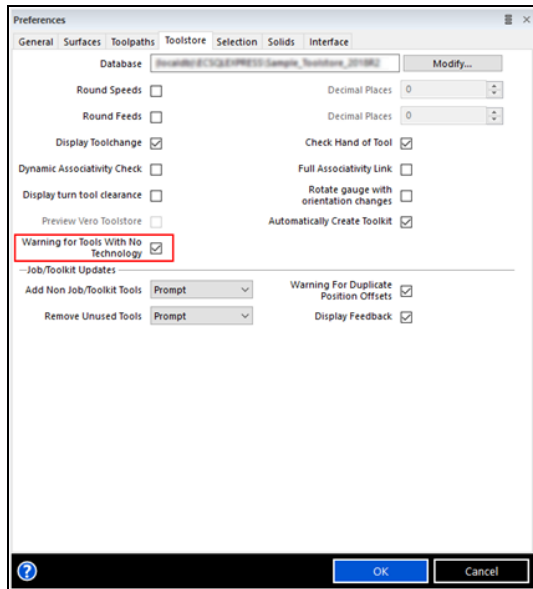 Preferences
General Surfaces Toolpaths Toolstore Selection Solids Interface
Database Modify...
Round Speeds Decimal Places 0
Round Feeds Decimal Places 0
Display Toolchange Check Hand of Tool
Dynamic Associativity Check Full Associativity Link
Display turn tool clearance Rotate gauge with
orientation changes
Preview Vero Toolstore Automatically Create Toolkit
Warning for Tools With No
Technology
Job/Toolkit Updates
Add Non Job/Toolkit Tools Prompt Warning For Duplicate
Position Offsets
Remove Unused Tools Prompt Display Feedback
OK Cancel